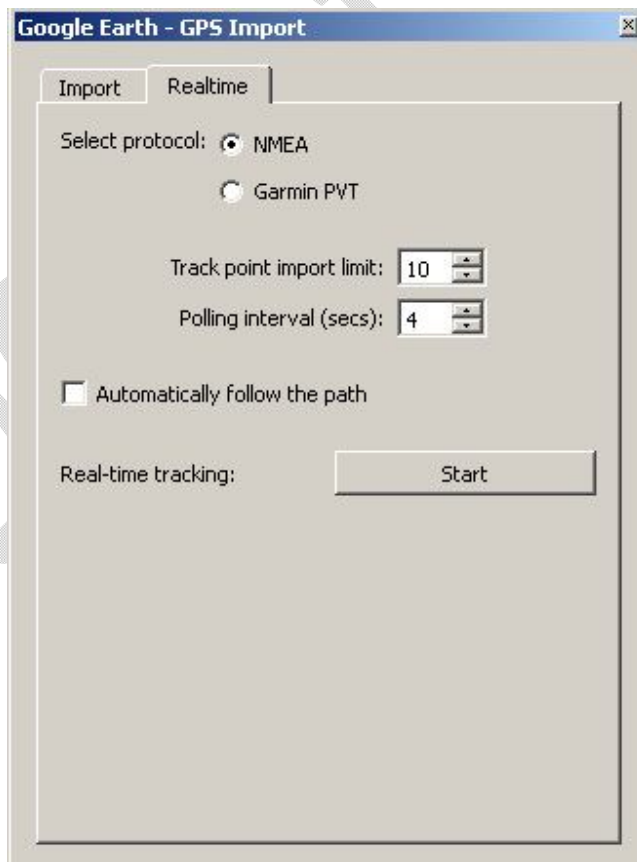 Google Earth - GPS Import
Import Realtime
Select protocol: NMEA
Garmin PVT
Track point import limit: 10
Polling interval (secs): 4
Automatically follow the path
Real-time tracking: Start